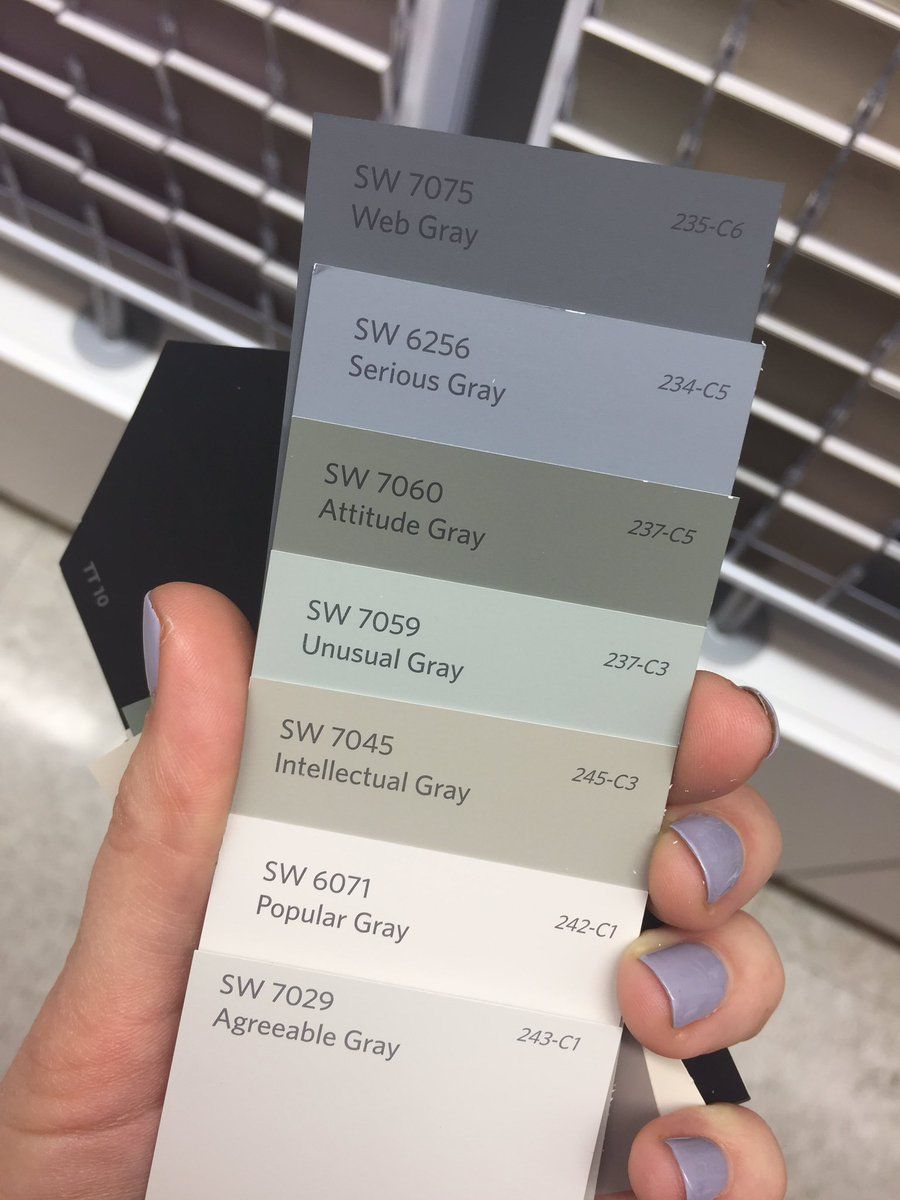 SW 7075
Web Gray
235-C6
SW 6256
Serious Gray
234-C5
SW 7060
Attitude Gray
237-C5
SW 7059
Unusual Gray
237-C3
SW 7045
Intellectual Gray
245-C3
SW 6071
Popular Gray
242-C1
SW 7029
Agreeable Gray
243-C1
TT 10